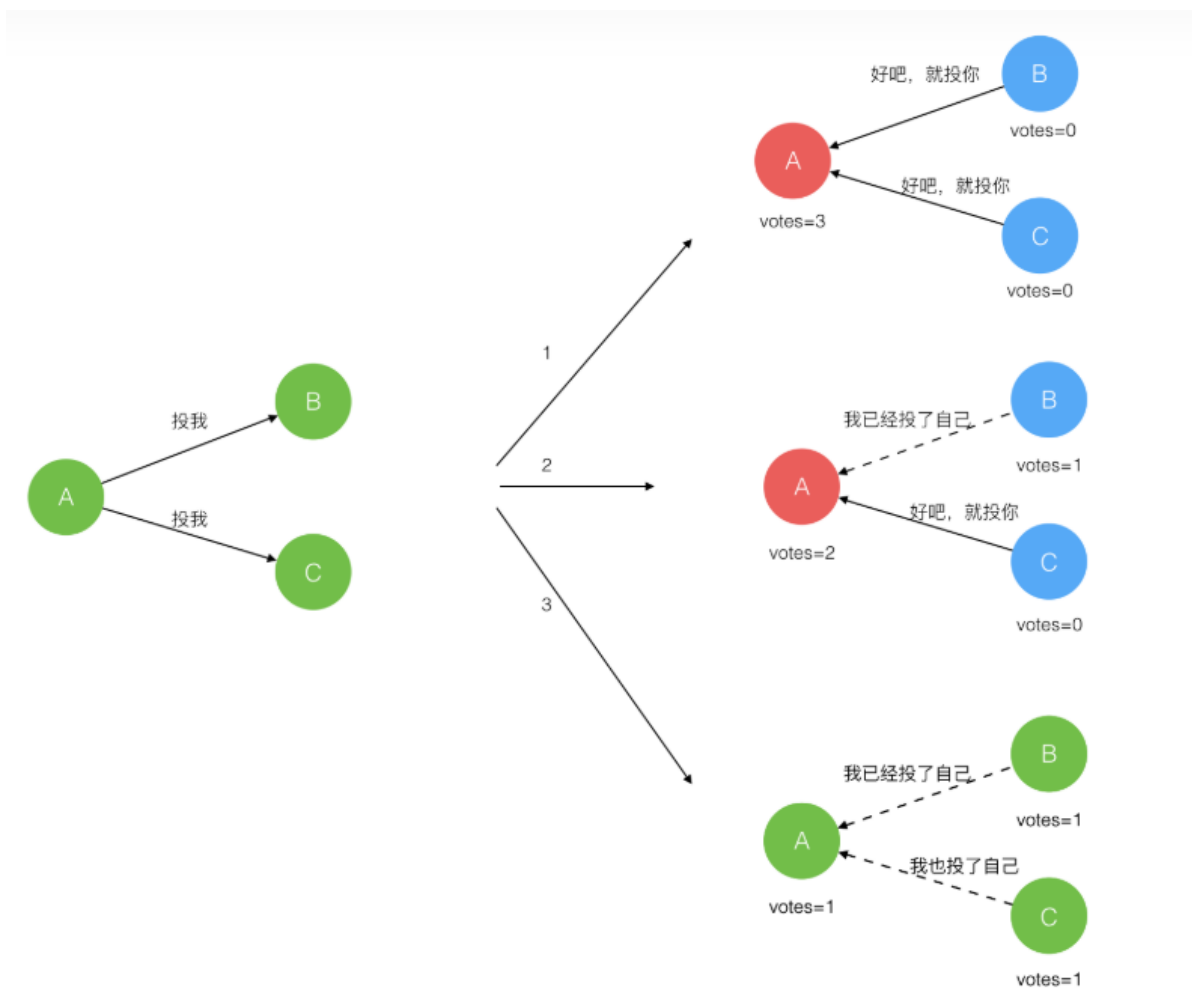 A
投我
B
投我
C
1
2
3
好吧，就投你
B
votes=0
A
votes=3
好吧，就投你
C
votes=0
我已经投了自己
B
votes=1
A
votes=2
好吧，就投你
C
votes=0
我已经投了自己
B
votes=1
A
votes=1
我也投了自己
C
votes=1